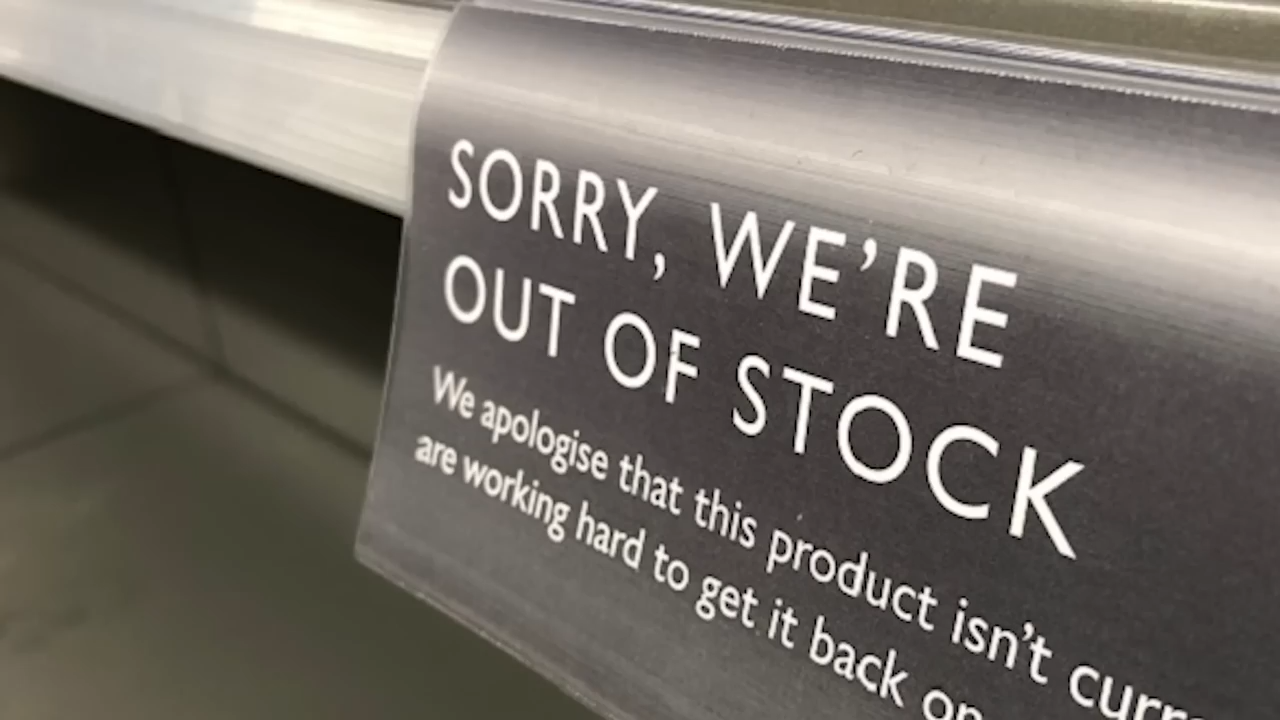 SORRY, WE’RE
OUT OF STOCK
We apologise that this product isn’t
are working hard to get it back